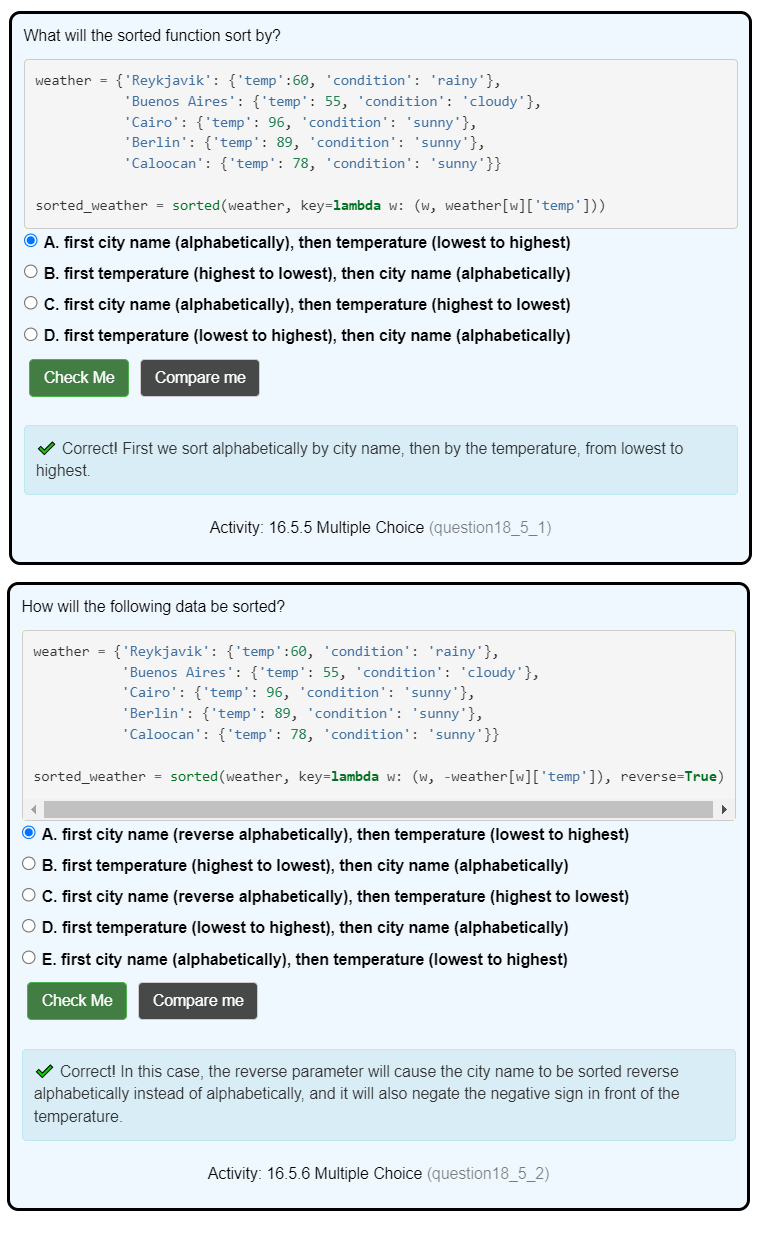 What will the sorted function sort by?
weather = {'Reykjavik': {'temp':60, 'condition': 'rainy'},
'Buenos Aires': {'temp': 55, 'condition': 'cloudy'},
'Cairo': {'temp': 96, 'condition': 'sunny'},
'Berlin': {'temp': 89, 'condition': 'sunny'},
'Caloocan': {'temp': 78, 'condition': 'sunny'}}
sorted_weather = sorted(weather, key=lambda w: (w, weather[w]['temp']))
A. first city name (alphabetically), then temperature (lowest to highest)
B. first temperature (highest to lowest), then city name (alphabetically)
C. first city name (alphabetically), then temperature (highest to lowest)
D. first temperature (lowest to highest), then city name (alphabetically)
Check Me Compare me
Correct! First we sort alphabetically by city name, then by the temperature, from lowest to
highest.
Activity: 16.5.5 Multiple Choice (question18_5_1)
How will the following data be sorted?
weather = {'Reykjavik': {'temp':60, 'condition': 'rainy'},
'Buenos Aires': {'temp': 55, 'condition': 'cloudy'},
'Cairo': {'temp': 96, 'condition': 'sunny'},
'Berlin': {'temp': 89, 'condition': 'sunny'},
'Caloocan': {'temp': 78, 'condition': 'sunny'}}
sorted_weather = sorted(weather, key=lambda w: (w, -weather[w]['temp']), reverse=True)
A. first city name (reverse alphabetically), then temperature (lowest to highest)
B. first temperature (highest to lowest), then city name (alphabetically)
C. first city name (reverse alphabetically), then temperature (highest to lowest)
D. first temperature (lowest to highest), then city name (alphabetically)
E. first city name (alphabetically), then temperature (lowest to highest)
Check Me Compare me
Correct! In this case, the reverse parameter will cause the city name to be sorted reverse
alphabetically instead of alphabetically, and it will also negate the negative sign in front of the
temperature.
Activity: 16.5.6 Multiple Choice (question18_5_2)